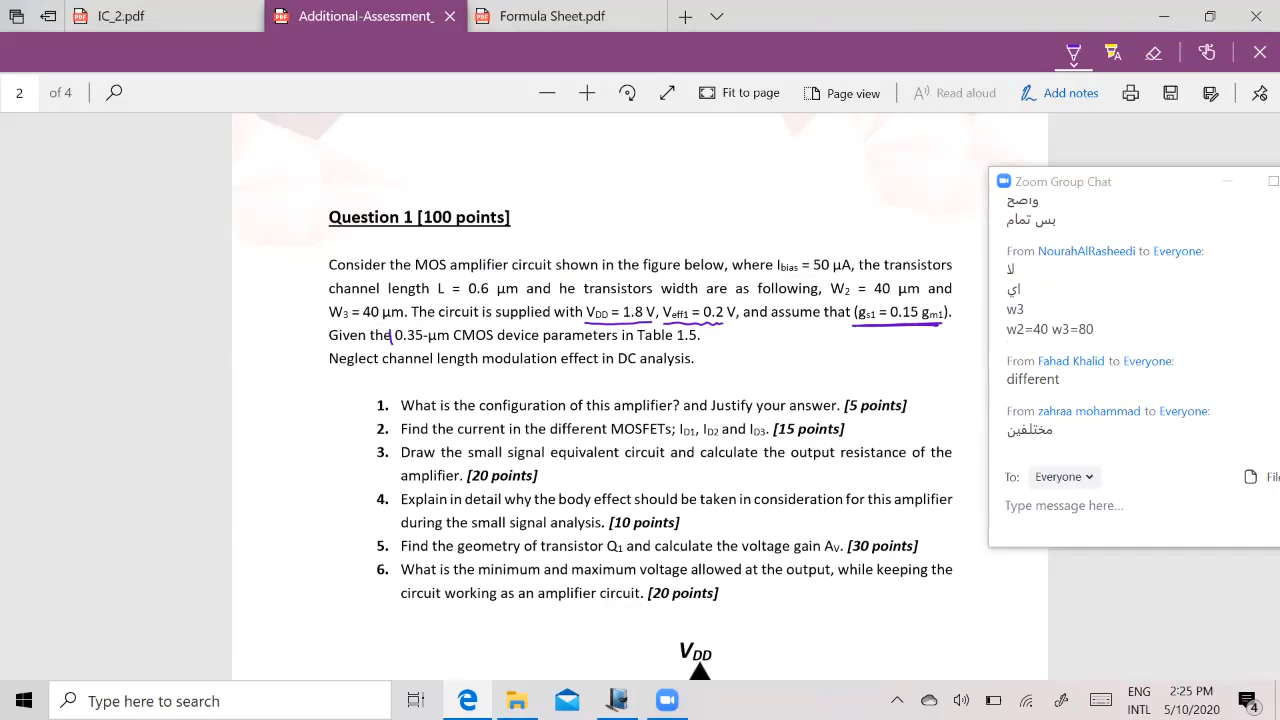 IC_2.pdf
Additional-Assessment_
Formula Sheet.pdf
2 of 4
Fit to page
Page view
Read aloud
Add notes
Question 1 [100 points]
Consider the MOS amplifier circuit shown in the figure below, where Ibias = 50 µA, the transistors
channel length L = 0.6 µm and he transistors width are as following, W2 = 40 µm and
W3 = 40 µm. The circuit is supplied with VDD = 1.8 V, Veff1 = 0.2 V, and assume that (gs1 = 0.15 gm1).
Given the 0.35-µm CMOS device parameters in Table 1.5.
Neglect channel length modulation effect in DC analysis.
1. What is the configuration of this amplifier? and Justify your answer. [5 points]
2. Find the current in the different MOSFETs; ID1, ID2 and ID3. [15 points]
3. Draw the small signal equivalent circuit and calculate the output resistance of the
amplifier. [20 points]
4. Explain in detail why the body effect should be taken in consideration for this amplifier
during the small signal analysis. [10 points]
5. Find the geometry of transistor Q1 and calculate the voltage gain AV. [30 points]
6. What is the minimum and maximum voltage allowed at the output, while keeping the
circuit working as an amplifier circuit. [20 points]
VDD
Zoom Group Chat
واضح
بس تمام
From NourahAlRasheedi to Everyone:
لا
اي
w3
w2=40 w3=80
From Fahad Khalid to Everyone:
different
From zahraa mohammad to Everyone:
مختلفين
To: Everyone
Type message here...
Type here to search
ENG
INTL
2:25 PM
5/10/2020
4